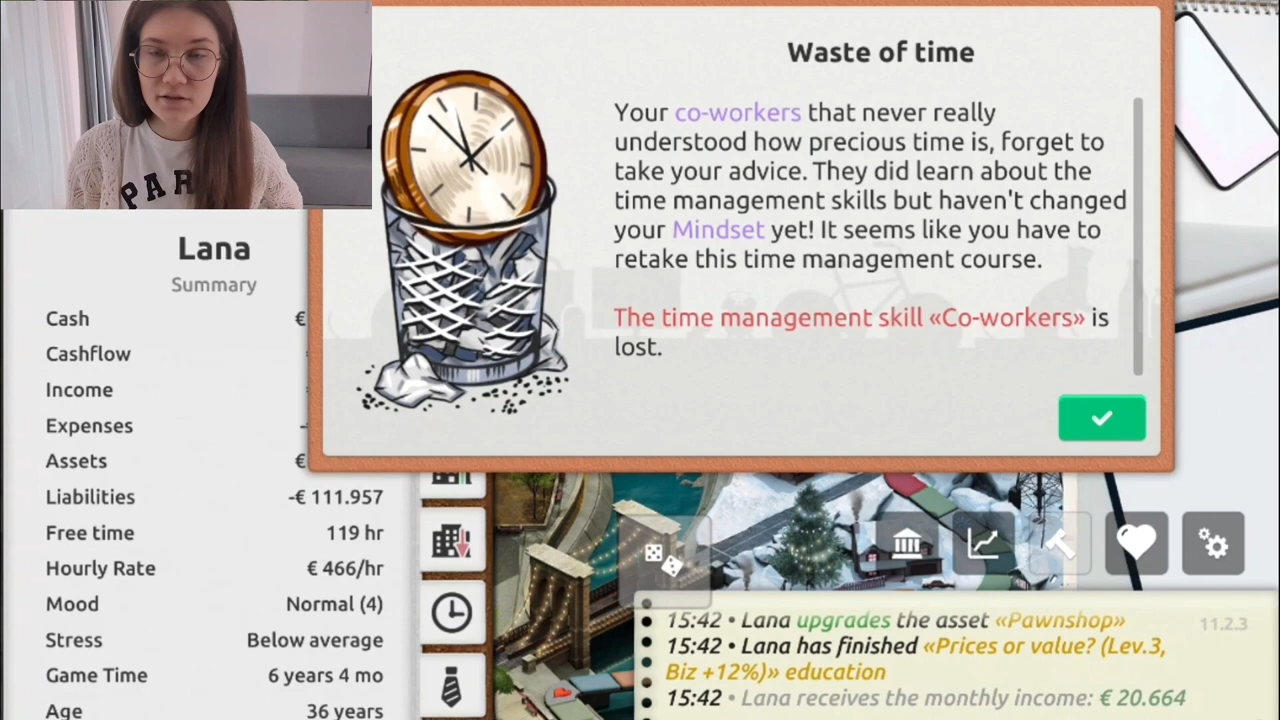 Waste of time
Your co-workers that never really
understood how precious time is, forget to
take your advice. They did learn about the
time management skills but haven't changed
your Mindset yet! It seems like you have to
retake this time management course.
The time management skill «Co-workers» is
lost.
PAR
Lana
Summary
Cash €
Cashflow
Income €
Expenses -
Assets €
Liabilities -€ 111.957
Free time 119 hr
Hourly Rate € 466/hr
Mood Normal (4)
Stress Below average
Game Time 6 years 4 mo
Age 36 years
15:42 • Lana upgrades the asset «Pawnshop»
11.2.3
15:42 • Lana has finished «Prices or value? (Lev.3,
Biz +12%)» education
15:42 • Lana receives the monthly income: € 20.664